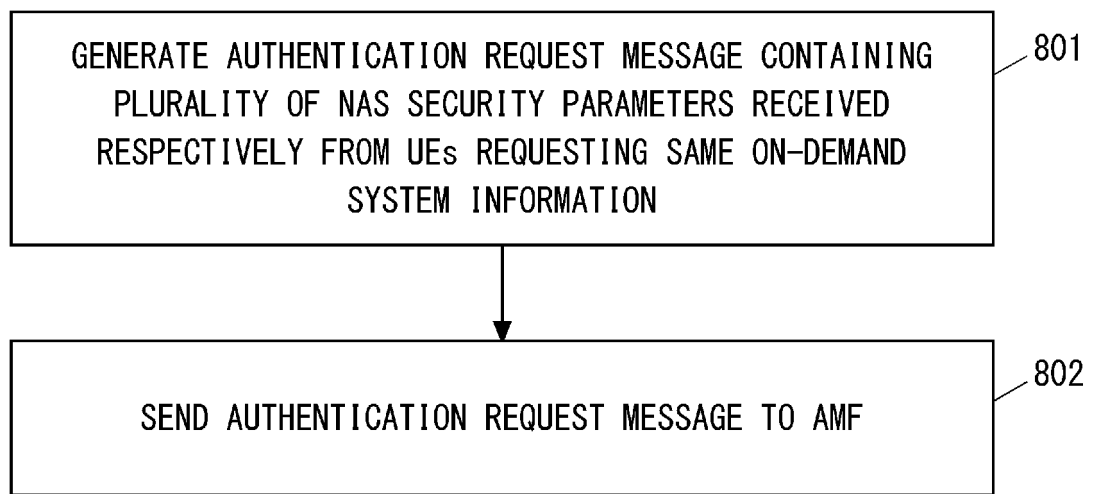 GENERATE AUTHENTICATION REQUEST MESSAGE CONTAINING
PLURALITY OF NAS SECURITY PARAMETERS RECEIVED
RESPECTIVELY FROM UEs REQUESTING SAME ON-DEMAND
SYSTEM INFORMATION
801
SEND AUTHENTICATION REQUEST MESSAGE TO AMF
802